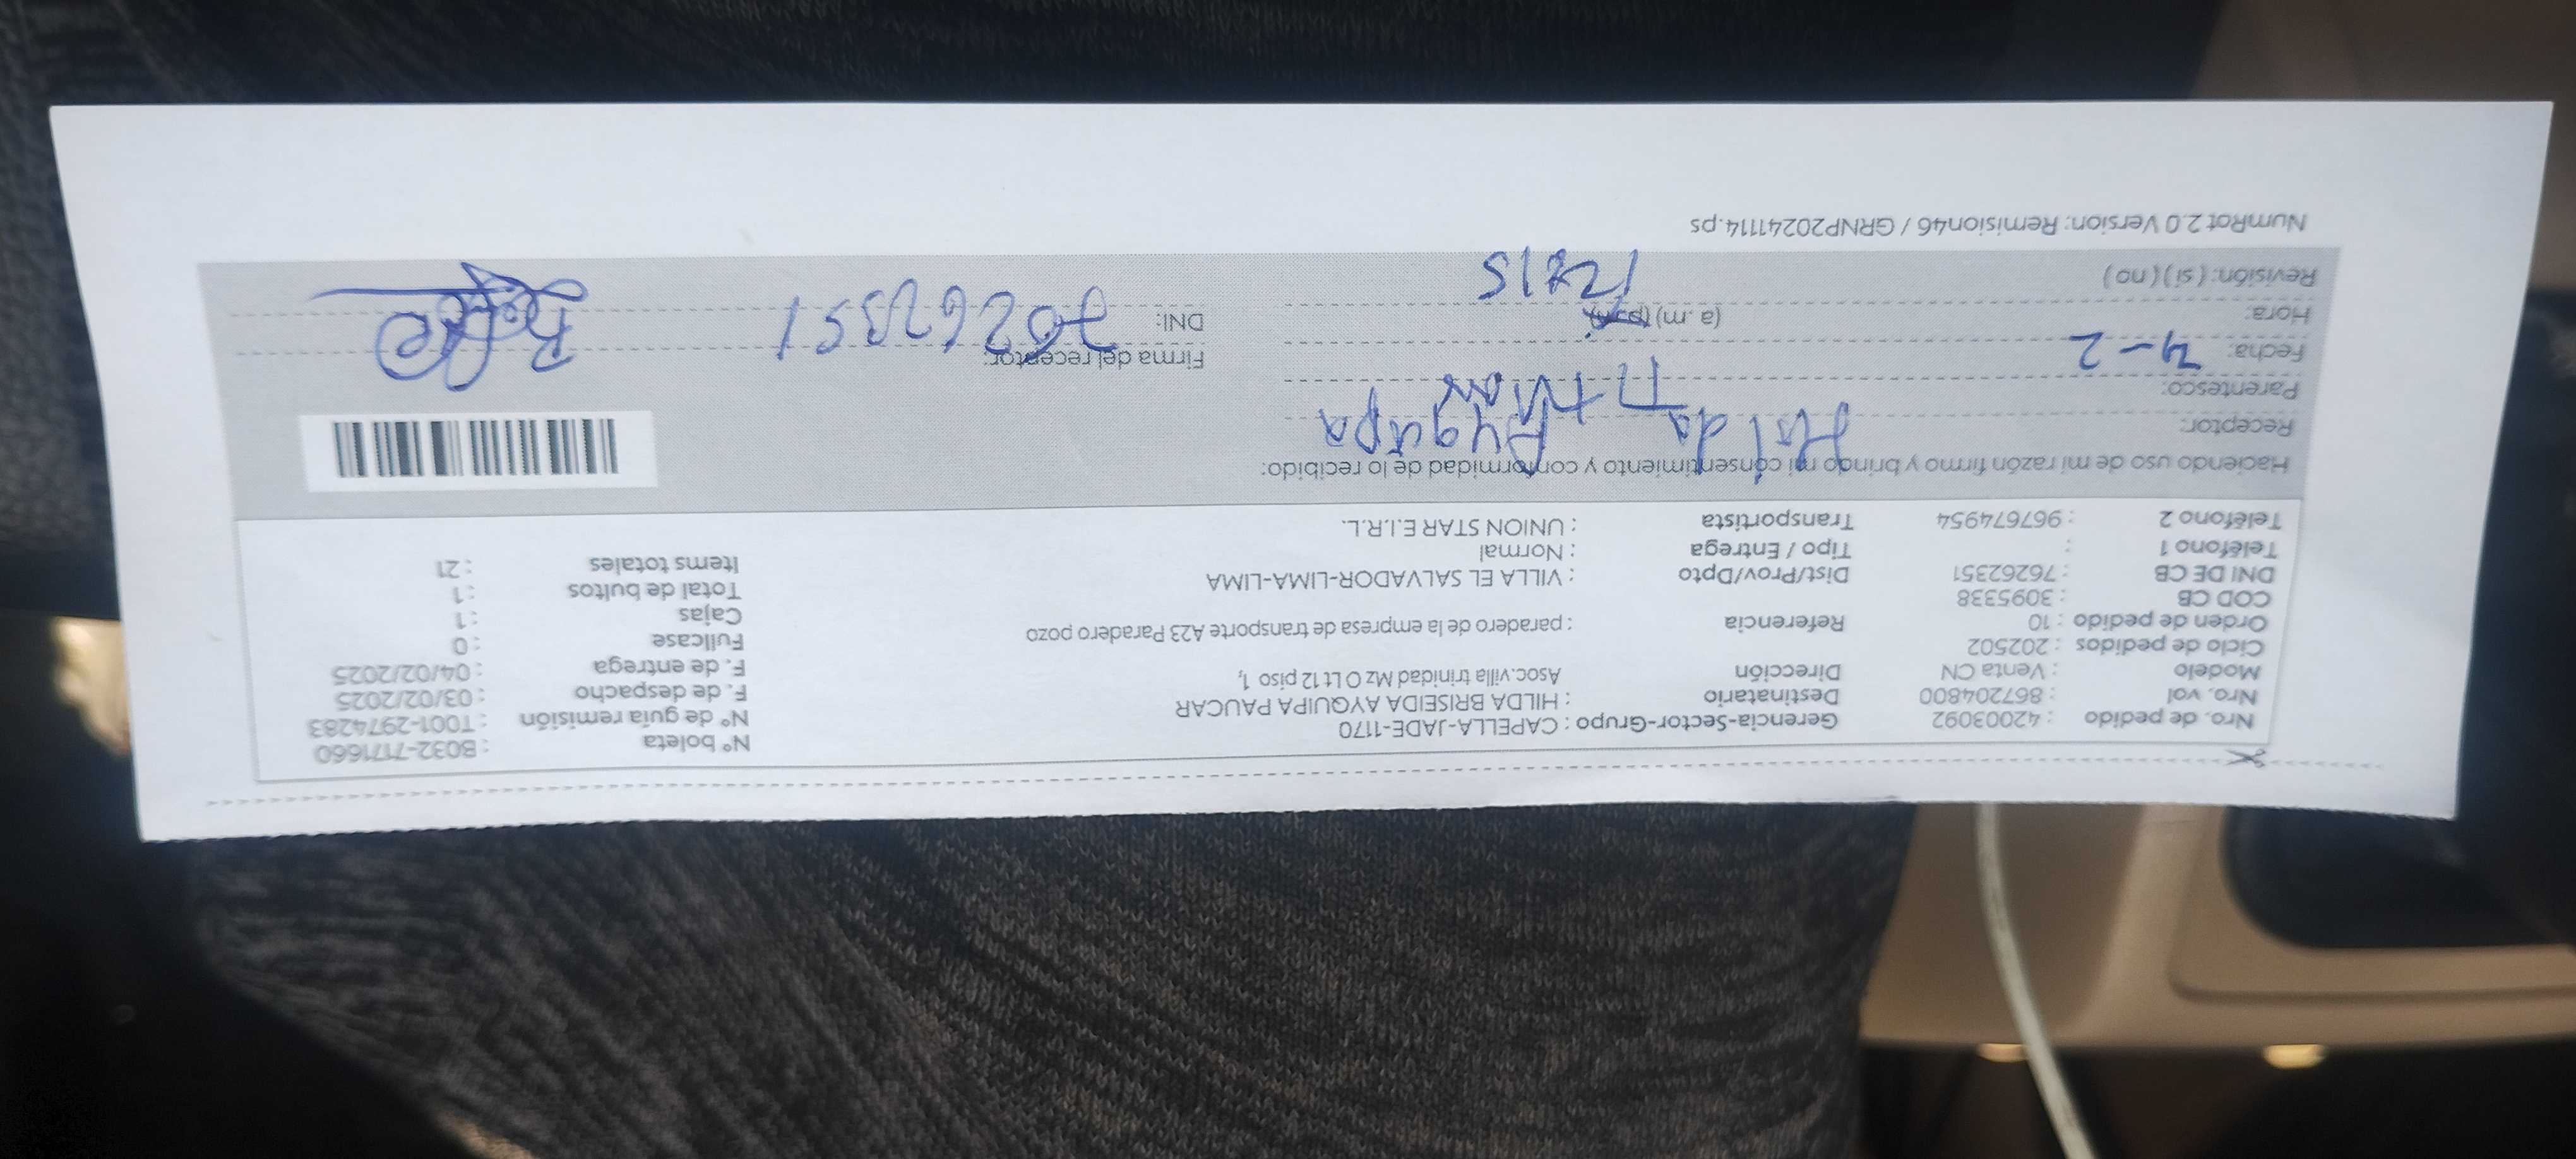 Nro. de pedido : 42003092 Gerencia-Sector-Grupo : CAPELLA-JADE-1170 N° boleta : B032-7171660
Nro. vol : 867204800 Destinatario : HILDA BRISEIDA AYQUIPA PAUCAR N° de guía remisión : T001-2974283
Modelo : Venta CN Dirección Asoc.villa trinidad Mz O Lt 12 piso 1, F. de despacho : 03/02/2025
Ciclo de pedidos : 202502 F. de entrega : 04/02/2025
Orden de pedido : 10 Referencia : paradero de la empresa de transporte A23 Paradero pozo Fullcase : 0
COD CB : 3095338 Cajas : 1
DNI DE CB : 76262351 Dist/Prov/Dpto : VILLA EL SALVADOR-LIMA-LIMA Total de bultos : 1
Teléfono 1 : Tipo / Entrega : Normal Items totales : 21
Teléfono 2 : 967674954 Transportista : UNION STAR E.I.R.L.
Haciendo uso de mi razón firmo y brindo mi consentimiento y conformidad de lo recibido:
Receptor: Hilda Ayquipa
Parentesco: Titular
Fecha: 4-2 Firma del receptor:
Hora: (a.m) (p.m) DNI:
Revisión: (si) (no)
NumRot 2.0 Version: Remision46 / GRNP20241114.ps